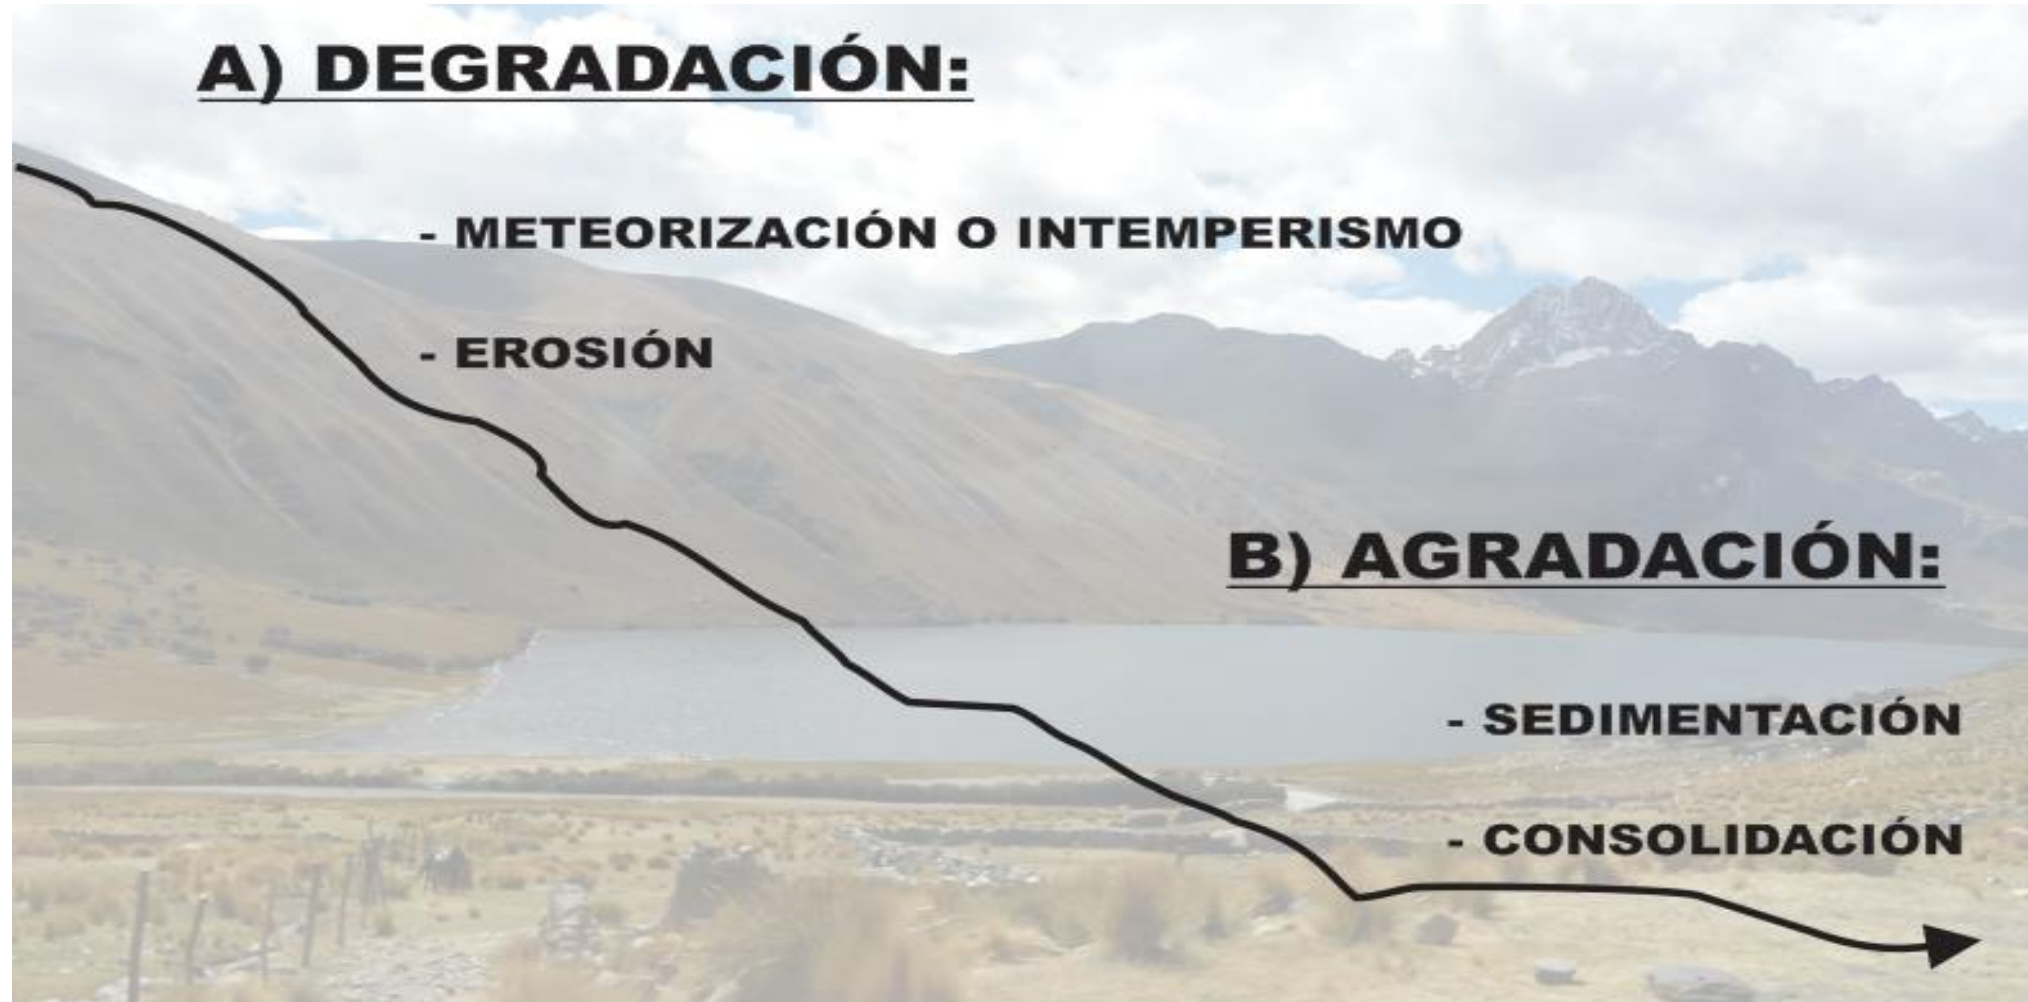 A) DEGRADACIÓN:
- METEORIZACIÓN O INTEMPERISMO
- EROSIÓN
B) AGRADACIÓN:
- SEDIMENTACIÓN
- CONSOLIDACIÓN